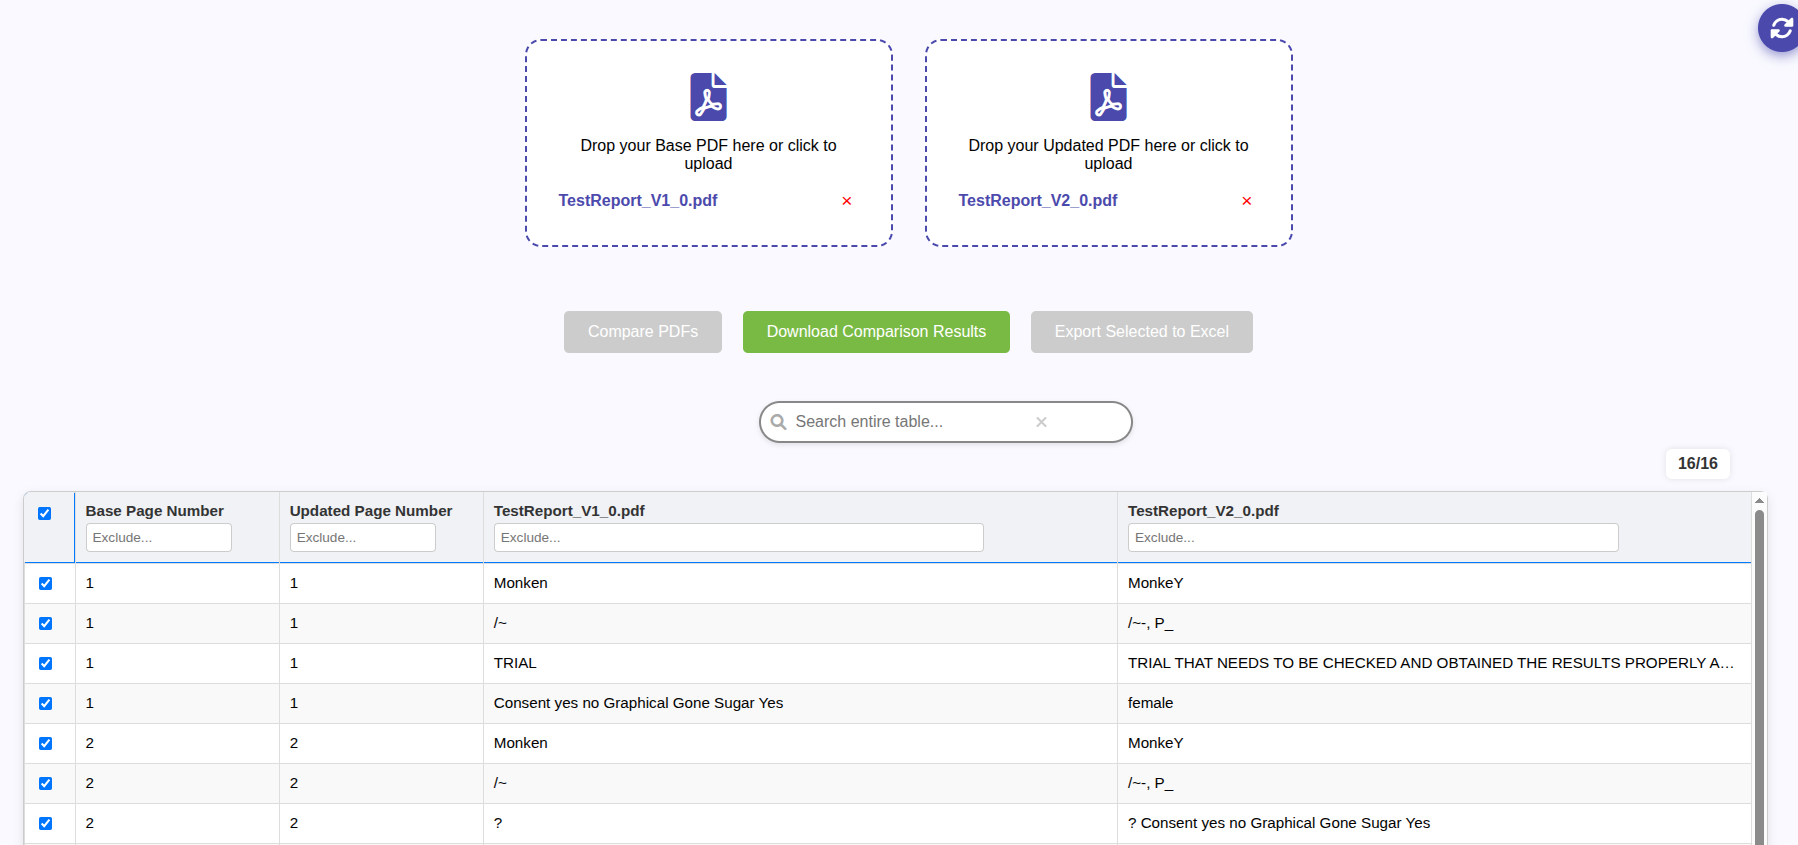 Drop your Base PDF here or click to
upload
TestReport_V1_0.pdf ×
Drop your Updated PDF here or click to
upload
TestReport_V2_0.pdf ×
Compare PDFs Download Comparison Results Export Selected to Excel
Search entire table... ×
16/16
Base Page Number Updated Page Number TestReport_V1_0.pdf TestReport_V2_0.pdf
Exclude... Exclude... Exclude... Exclude...
1 1 Monken MonkeY
1 1 /~ /~-, P_
1 1 TRIAL TRIAL THAT NEEDS TO BE CHECKED AND OBTAINED THE RESULTS PROPERLY A...
1 1 Consent yes no Graphical Gone Sugar Yes female
2 2 Monken MonkeY
2 2 /~ /~-, P_
2 2 ? ? Consent yes no Graphical Gone Sugar Yes